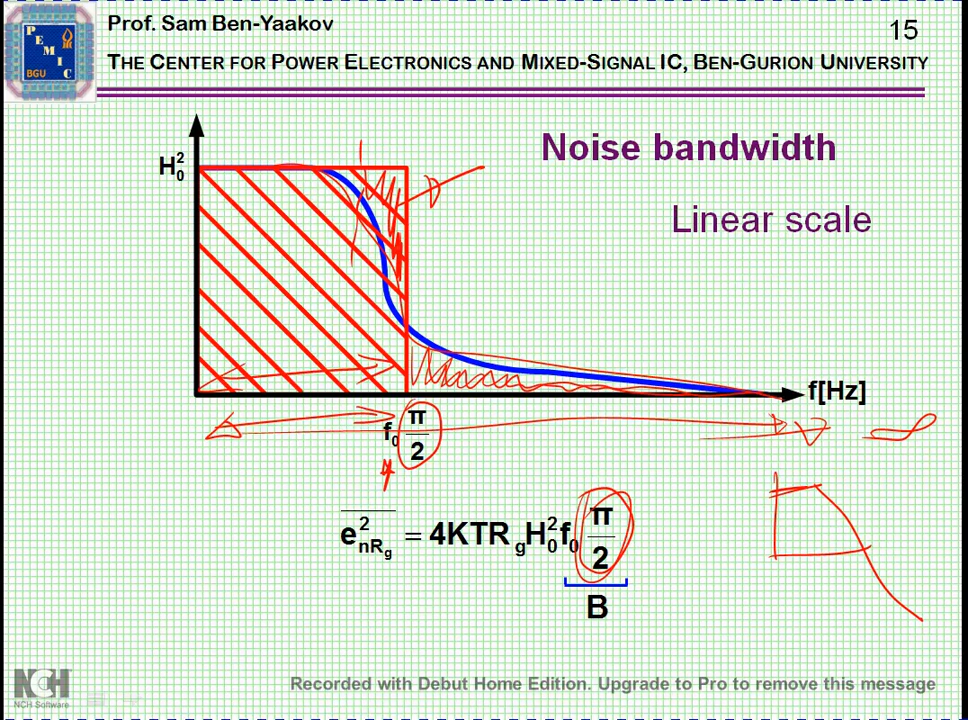 Prof. Sam Ben-Yaakov
15
THE CENTER FOR POWER ELECTRONICS AND MIXED-SIGNAL IC, BEN-GURION UNIVERSITY
P E M I C
BGU
Noise bandwidth
Linear scale
H₀²
f[Hz]
f₀ π/2
∞
e²nRg = 4KTRgH₀²f₀ π/2
B
NCH
NCH Software
Recorded with Debut Home Edition. Upgrade to Pro to remove this message